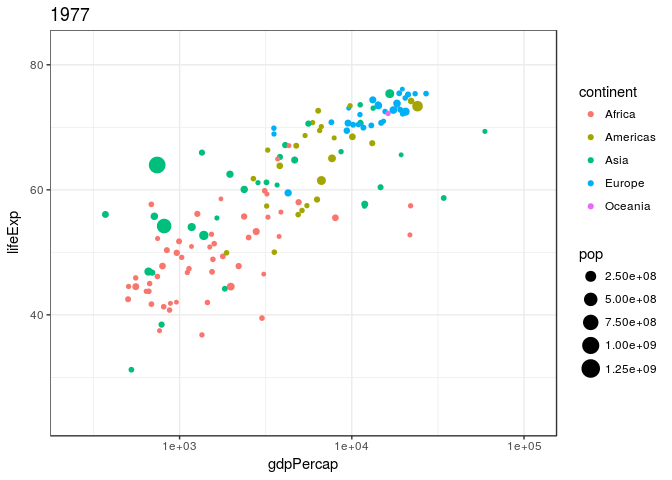 1977
lifeExp
80
60
40
1e+03
1e+04
1e+05
gdpPercap
continent
Africa
Americas
Asia
Europe
Oceania
pop
2.50e+08
5.00e+08
7.50e+08
1.00e+09
1.25e+09